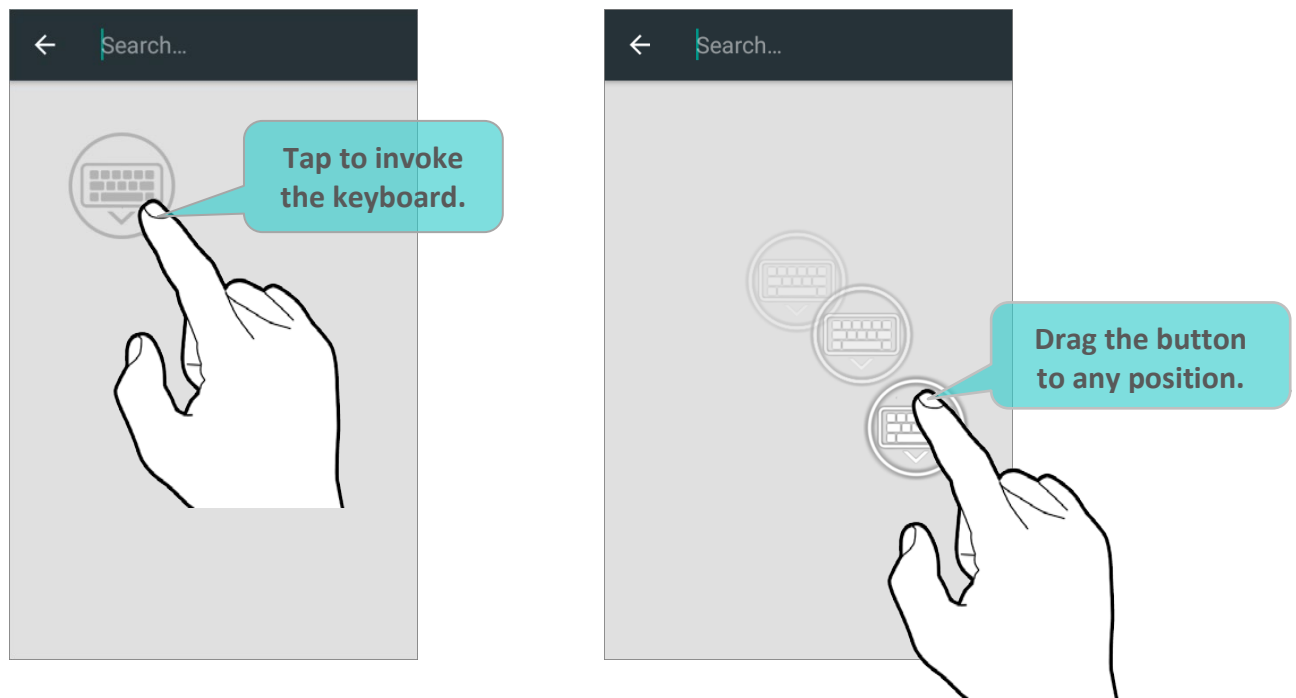 Search…
Tap to invoke
the keyboard.
Search…
Drag the button
to any position.